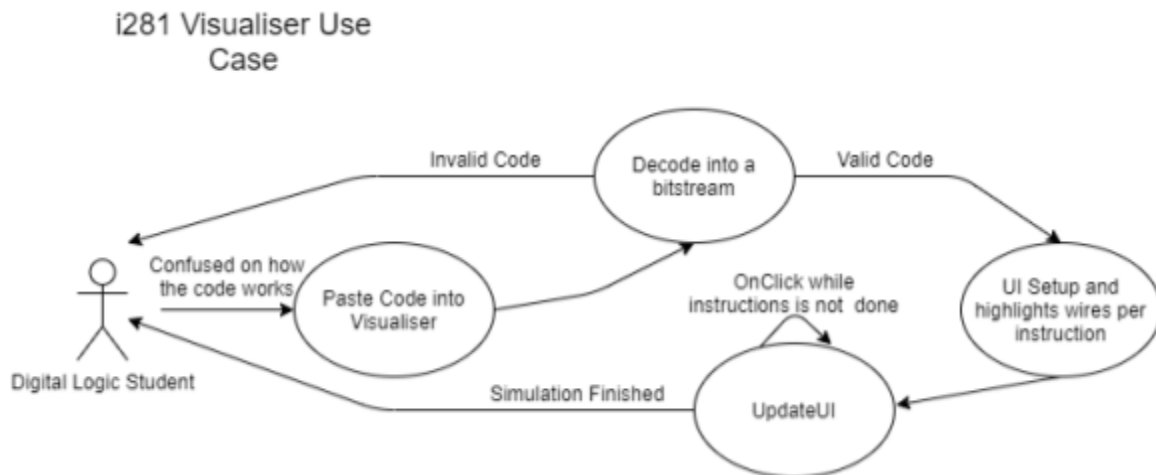 i281 Visualiser Use
Case
Invalid Code
Decode into a
bitstream
Valid Code
Confused on how
the code works
Paste Code into
Visualiser
OnClick while
instructions is not done
UI Setup and
highlights wires per
instruction
Digital Logic Student
Simulation Finished
UpdateUI